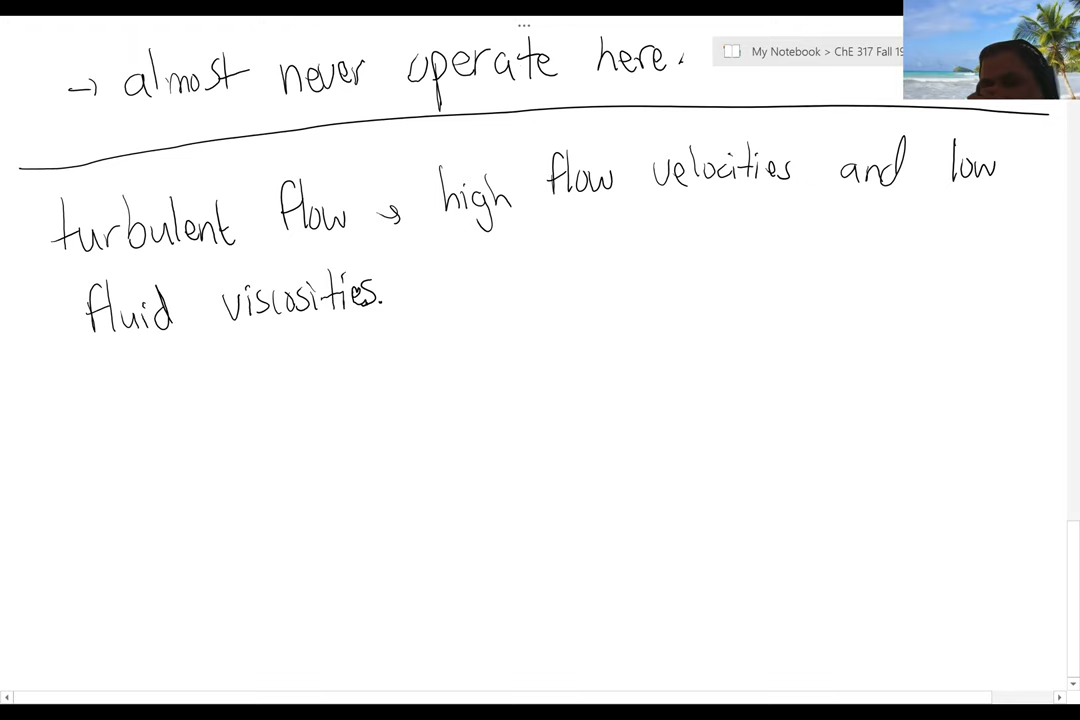 → almost never operate here.
My Notebook > ChE 317 Fall 19
turbulent flow → high flow velocities and low
fluid viscosities.